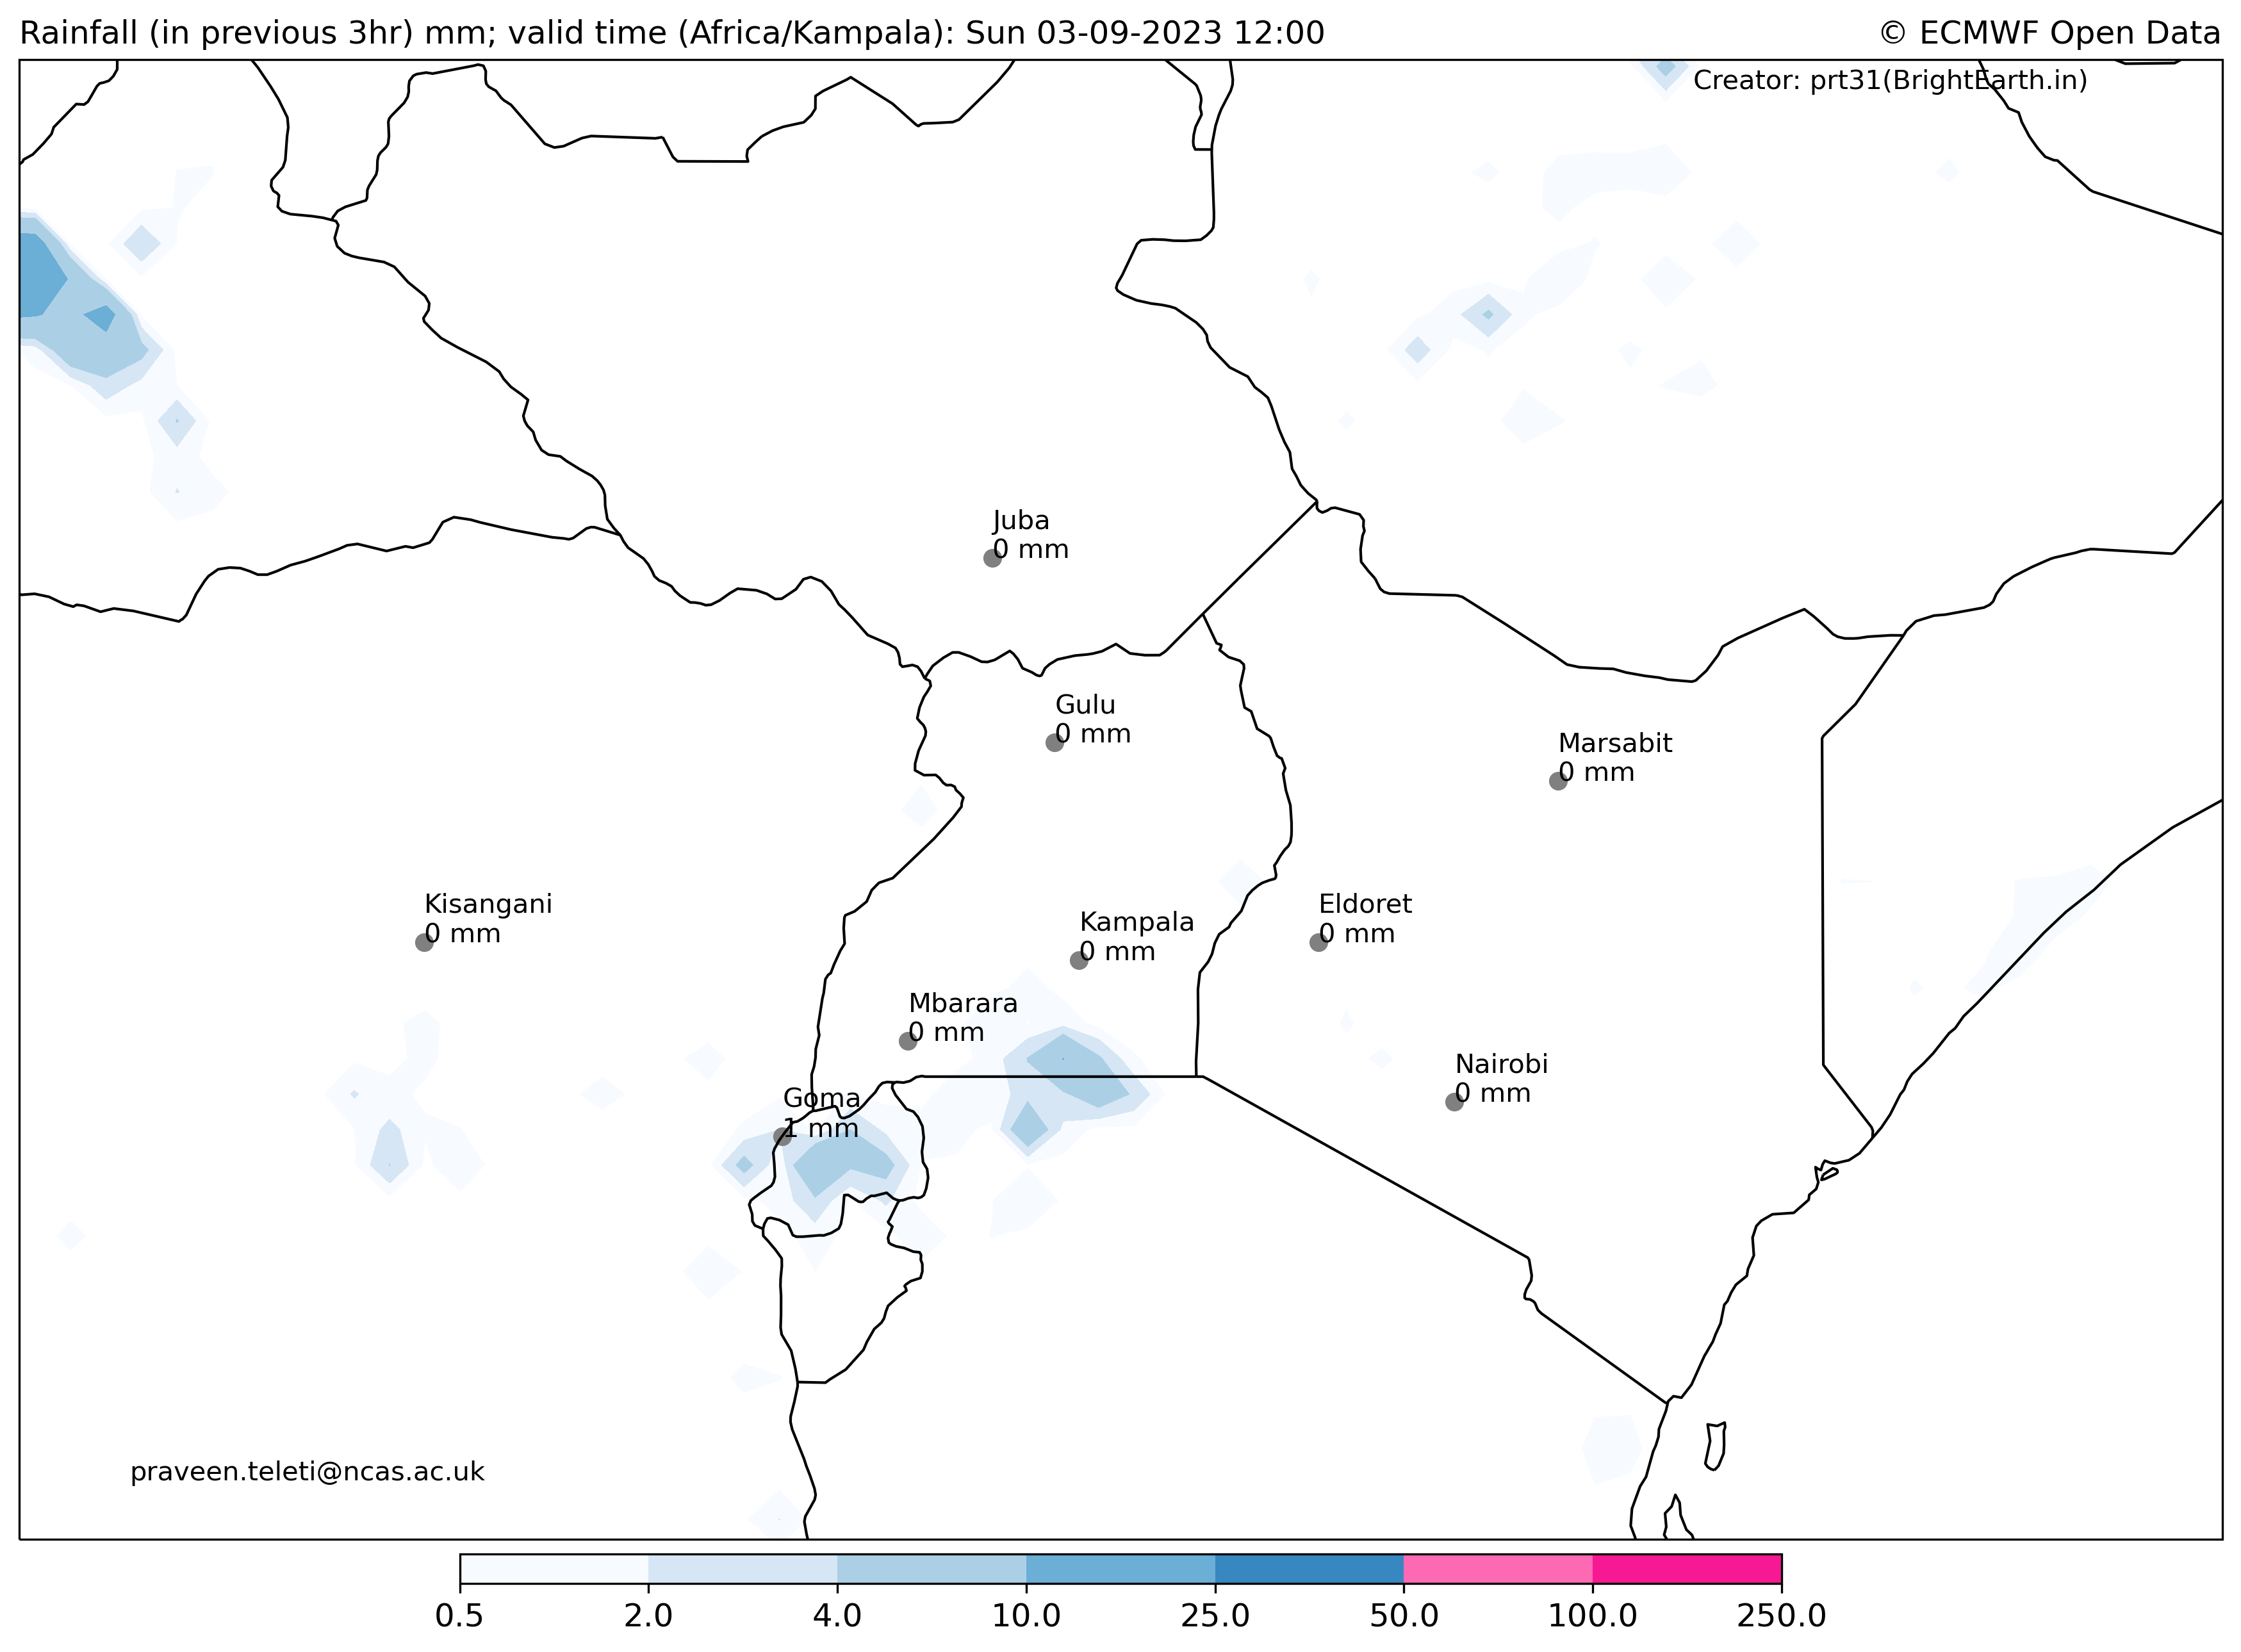 Rainfall (in previous 3hr) mm; valid time (Africa/Kampala): Sun 03-09-2023 12:00
© ECMWF Open Data
Creator: prt31(BrightEarth.in)
Juba
0 mm
Gulu
0 mm
Marsabit
0 mm
Kisangani
0 mm
Eldoret
0 mm
Kampala
0 mm
Mbarara
0 mm
Nairobi
0 mm
Goma
1 mm
praveen.teleti@ncas.ac.uk
0.5 2.0 4.0 10.0 25.0 50.0 100.0 250.0